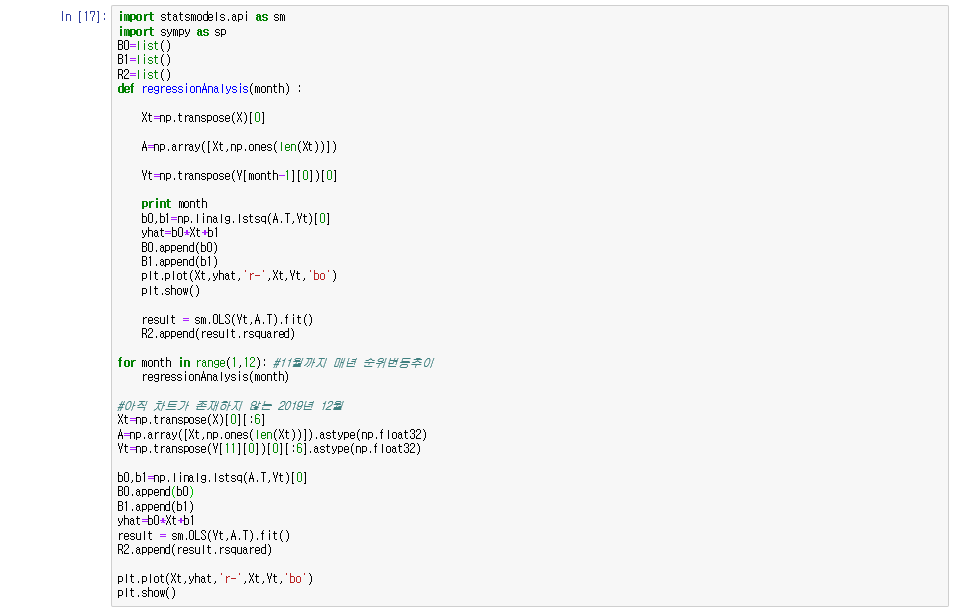 In [17]:
import statsmodels.api as sm
import sympy as sp
B0=list()
B1=list()
R2=list()
def regressionAnalysis(month) :
Xt=np.transpose(X)[0]
A=np.array([Xt,np.ones(len(Xt))])
Yt=np.transpose(Y[month-1][0])[0]
print month
b0,b1=np.linalg.lstsq(A.T,Yt)[0]
yhat=b0*Xt+b1
B0.append(b0)
B1.append(b1)
plt.plot(Xt,yhat,'r-',Xt,Yt,'bo')
plt.show()
result = sm.OLS(Yt,A.T).fit()
R2.append(result.rsquared)
for month in range(1,12): #11월까지 매년 순위변동추이
regressionAnalysis(month)
#아직 차트가 존재하지 않는 2019년 12월
Xt=np.transpose(X)[0][:6]
A=np.array([Xt,np.ones(len(Xt))]).astype(np.float32)
Yt=np.transpose(Y[11][0])[0][:6].astype(np.float32)
b0,b1=np.linalg.lstsq(A.T,Yt)[0]
B0.append(b0)
B1.append(b1)
yhat=b0*Xt+b1
result = sm.OLS(Yt,A.T).fit()
R2.append(result.rsquared)
plt.plot(Xt,yhat,'r-',Xt,Yt,'bo')
plt.show()